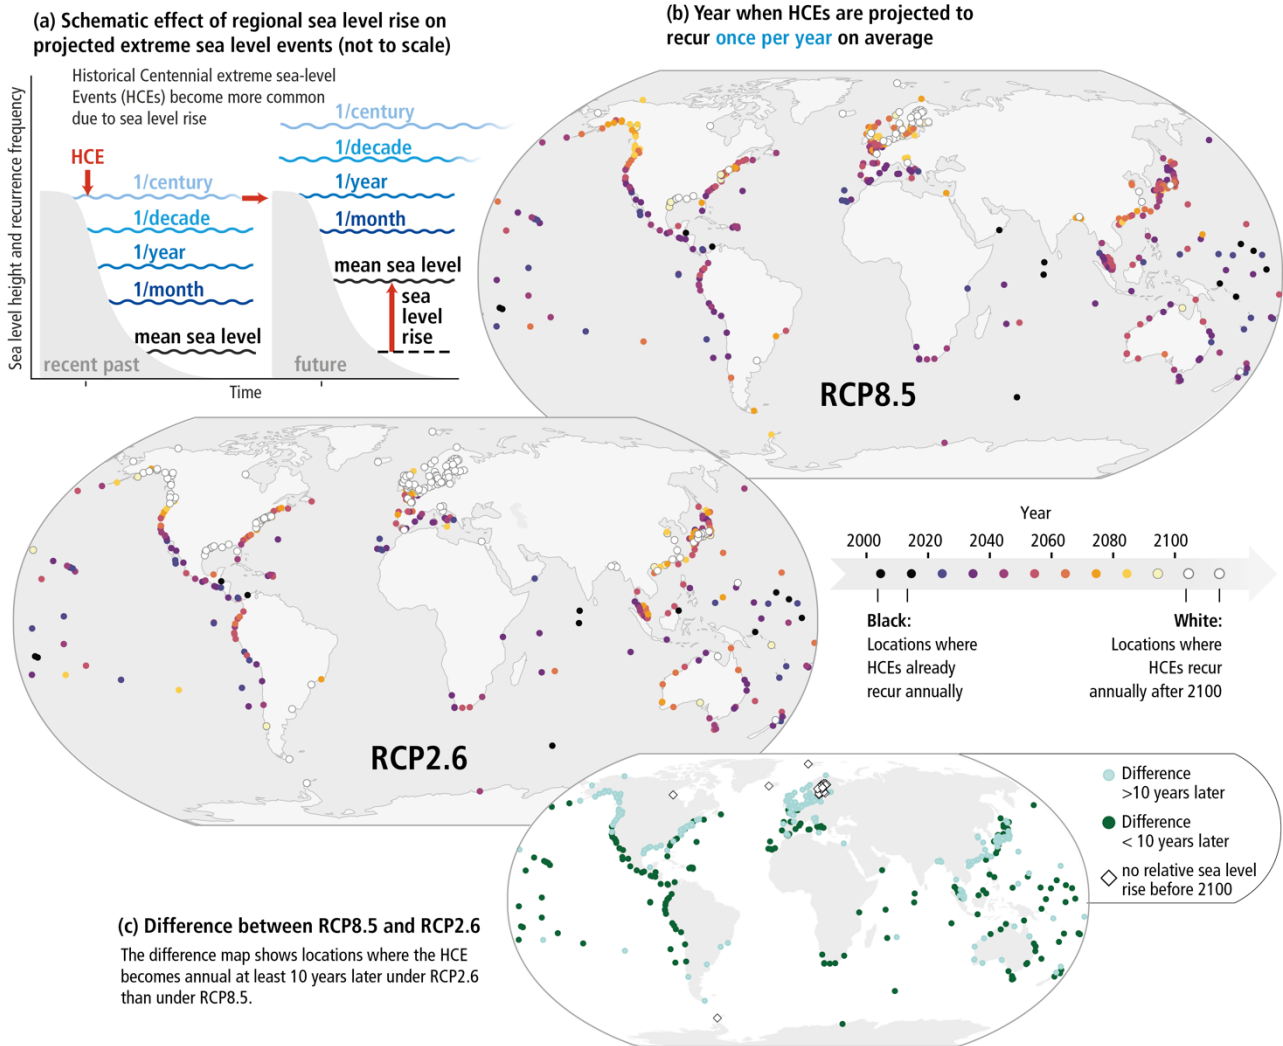 (a) Schematic effect of regional sea level rise on
projected extreme sea level events (not to scale)
Historical Centennial extreme sea-level
Events (HCEs) become more common
due to sea level rise
HCE
1/century
1/decade
1/year
1/month
mean sea level
recent past
1/century
1/decade
1/year
1/month
mean sea level
sea
level
rise
future
Sea level height and recurrence frequency
Time
(b) Year when HCEs are projected to
recur once per year on average
RCP8.5
RCP2.6
Year
2000 2020 2040 2060 2080 2100
Black:
Locations where
HCEs already
recur annually
White:
Locations where
HCEs recur
annually after 2100
(c) Difference between RCP8.5 and RCP2.6
The difference map shows locations where the HCE
becomes annual at least 10 years later under RCP2.6
than under RCP8.5.
Difference
>10 years later
Difference
< 10 years later
no relative sea level
rise before 2100